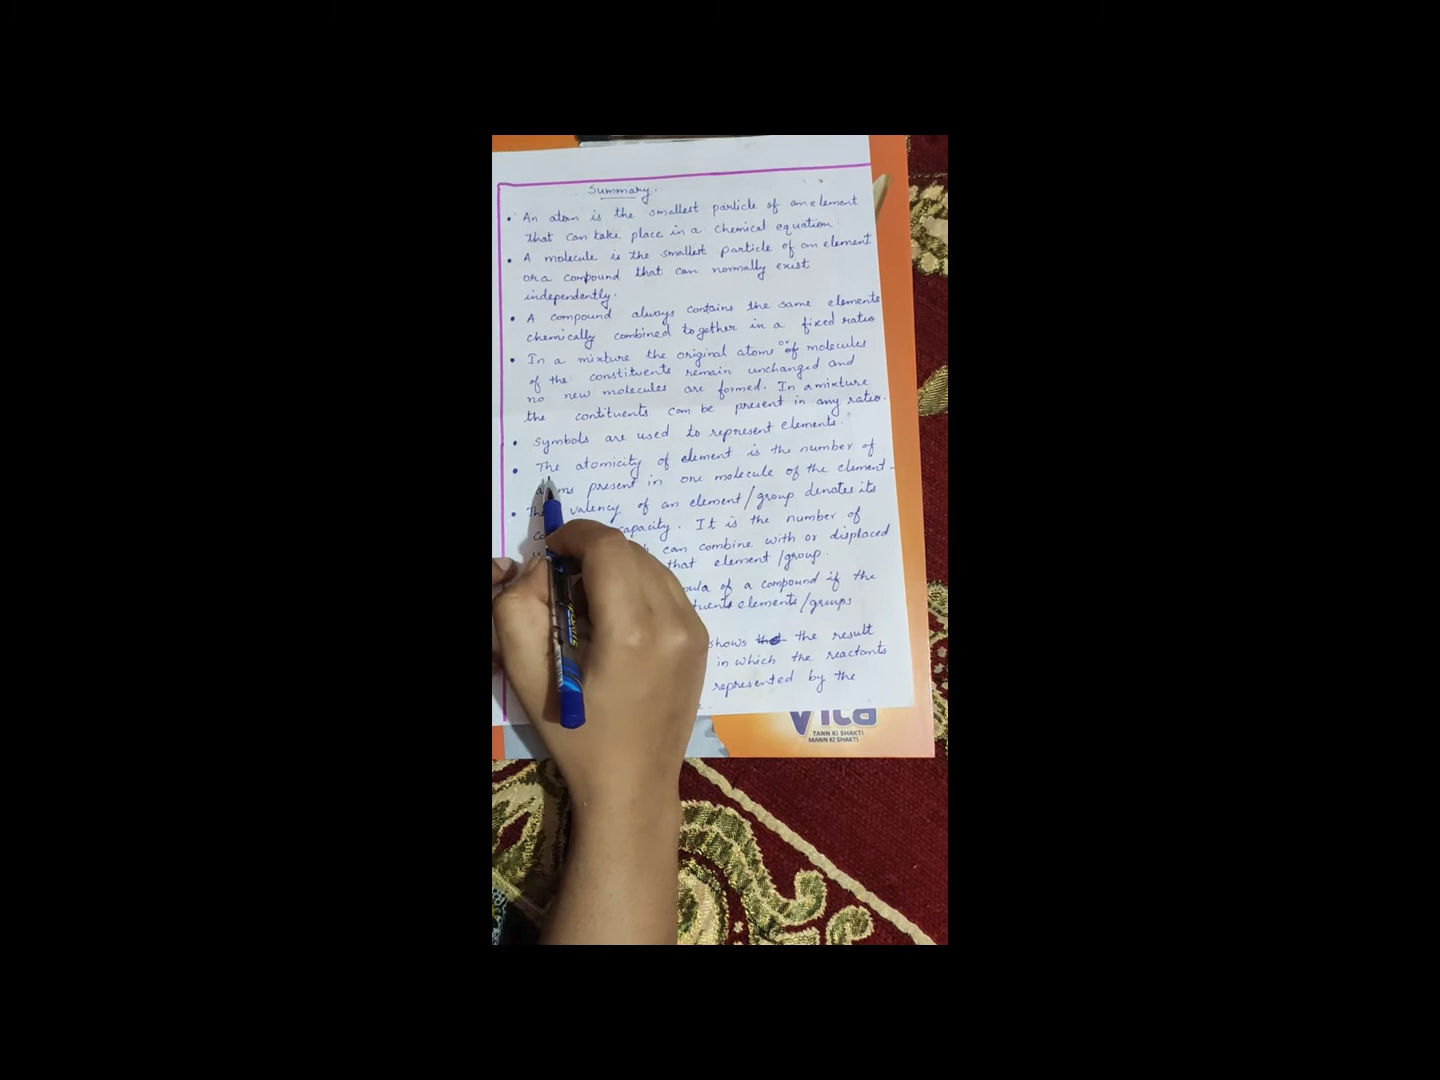 Summary.
• An atom is the smallest particle of an element
that can take place in a chemical equation.
• A molecule is the smallest particle of an element
or a compound that can normally exist
independently.
• A compound always contains the same elements
chemically combined together in a fixed ratio
• In a mixture the original atoms or of molecules
of the constituents remain unchanged and
no new molecules are formed. In a mixture
the contituents can be present in any ratio.
• Symbols are used to represent elements.
• The atomicity of element is the number of
present in one molecule of the element.
• The valency of an element/group denotes its
capacity. It is the number of
can combine with or displaced
that element/group.
of a compound if the
elements/groups
shows the result
in which the reactants
represented by the
Vita
TANN KI SHAKTI
MANN KI SHAKTI